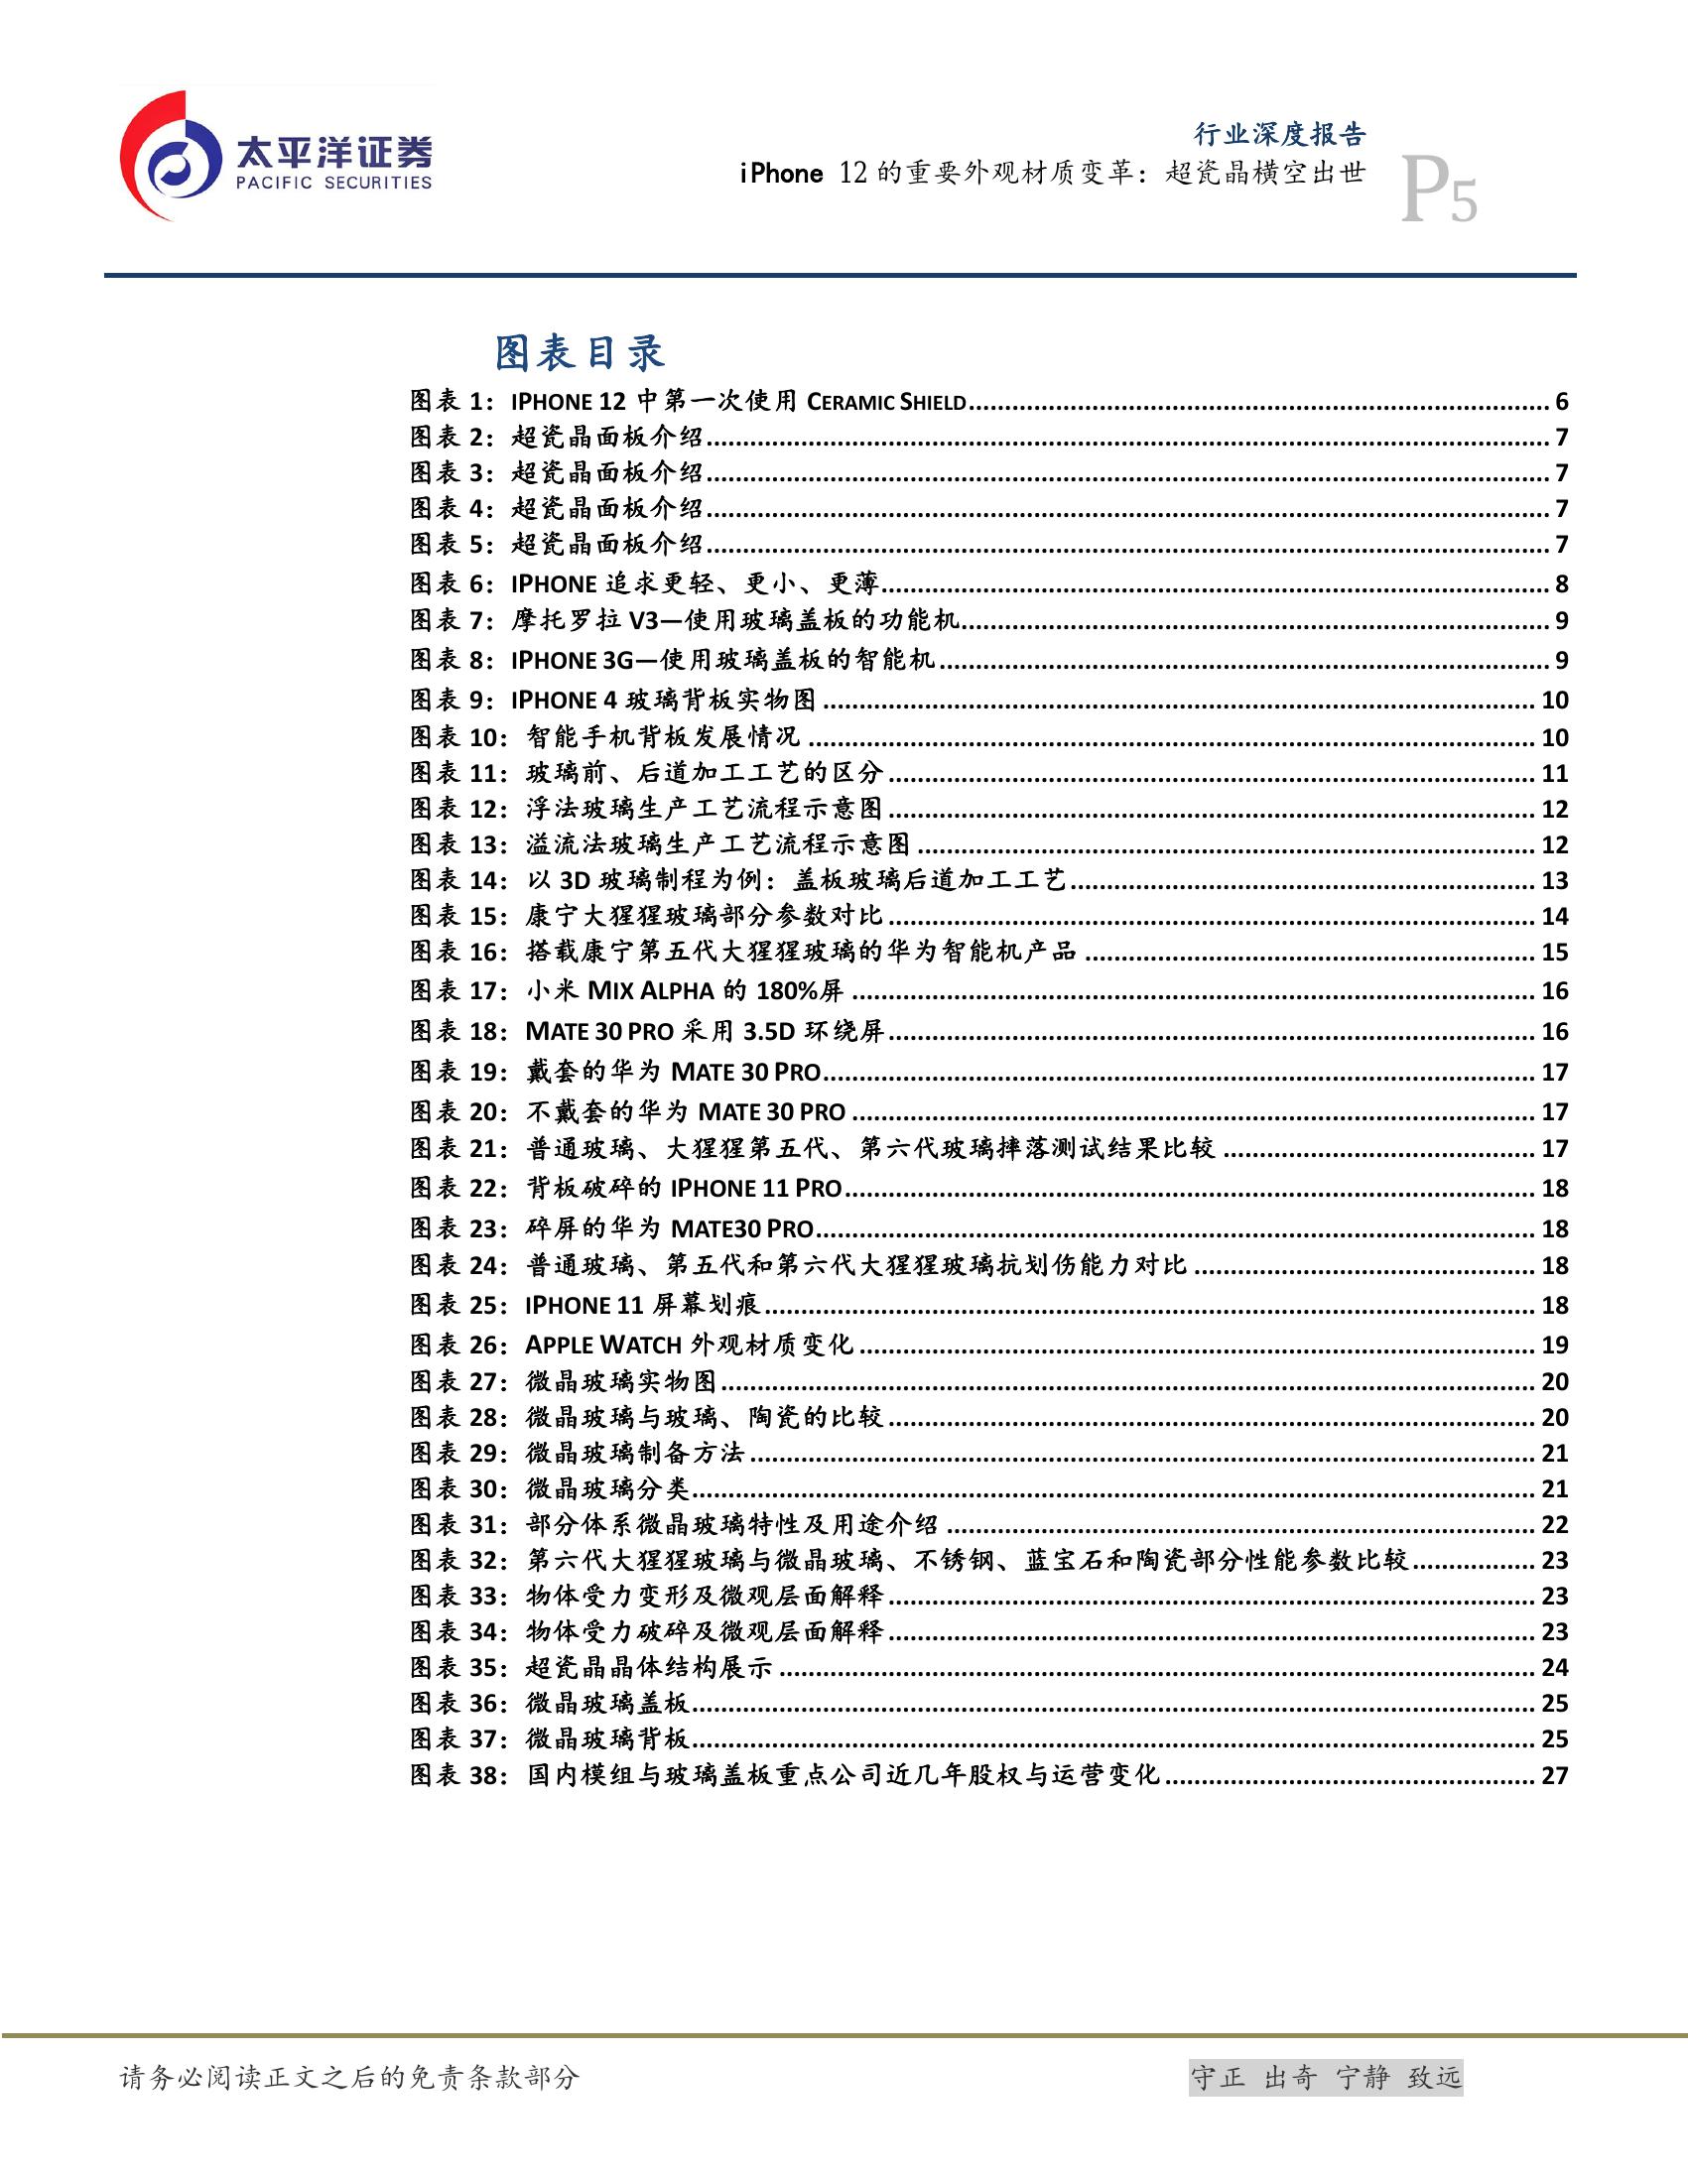 太平洋证券
PACIFIC SECURITIES
行业深度报告
iPhone 12 的重要外观材质变革：超瓷晶横空出世
P5
图表目录
图表 1：IPHONE 12 中第一次使用 CERAMIC SHIELD.......... 6
图表 2：超瓷晶面板介绍.......... 7
图表 3：超瓷晶面板介绍.......... 7
图表 4：超瓷晶面板介绍.......... 7
图表 5：超瓷晶面板介绍.......... 7
图表 6：IPHONE 追求更轻、更小、更薄.......... 8
图表 7：摩托罗拉 V3—使用玻璃盖板的功能机.......... 9
图表 8：IPHONE 3G—使用玻璃盖板的智能机.......... 9
图表 9：IPHONE 4 玻璃背板实物图.......... 10
图表 10：智能手机背板发展情况.......... 10
图表 11：玻璃前、后道加工工艺的区分.......... 11
图表 12：浮法玻璃生产工艺流程示意图.......... 12
图表 13：溢流法玻璃生产工艺流程示意图.......... 12
图表 14：以 3D 玻璃制程为例：盖板玻璃后道加工工艺.......... 13
图表 15：康宁大猩猩玻璃部分参数对比.......... 14
图表 16：搭载康宁第五代大猩猩玻璃的华为智能机产品.......... 15
图表 17：小米 MIX ALPHA 的 180%屏.......... 16
图表 18：MATE 30 PRO 采用 3.5D 环绕屏.......... 16
图表 19：戴套的华为 MATE 30 PRO.......... 17
图表 20：不戴套的华为 MATE 30 PRO.......... 17
图表 21：普通玻璃、大猩猩第五代、第六代玻璃摔落测试结果比较.......... 17
图表 22：背板破碎的 IPHONE 11 PRO.......... 18
图表 23：碎屏的华为 MATE30 PRO.......... 18
图表 24：普通玻璃、第五代和第六代大猩猩玻璃抗划伤能力对比.......... 18
图表 25：IPHONE 11 屏幕划痕.......... 18
图表 26：APPLE WATCH 外观材质变化.......... 19
图表 27：微晶玻璃实物图.......... 20
图表 28：微晶玻璃与玻璃、陶瓷的比较.......... 20
图表 29：微晶玻璃制备方法.......... 21
图表 30：微晶玻璃分类.......... 21
图表 31：部分体系微晶玻璃特性及用途介绍.......... 22
图表 32：第六代大猩猩玻璃与微晶玻璃、不锈钢、蓝宝石和陶瓷部分性能参数比较.......... 23
图表 33：物体受力变形及微观层面解释.......... 23
图表 34：物体受力破碎及微观层面解释.......... 23
图表 35：超瓷晶晶体结构展示.......... 24
图表 36：微晶玻璃盖板.......... 25
图表 37：微晶玻璃背板.......... 25
图表 38：国内模组与玻璃盖板重点公司近几年股权与运营变化.......... 27
请务必阅读正文之后的免责条款部分
守正 出奇 宁静 致远